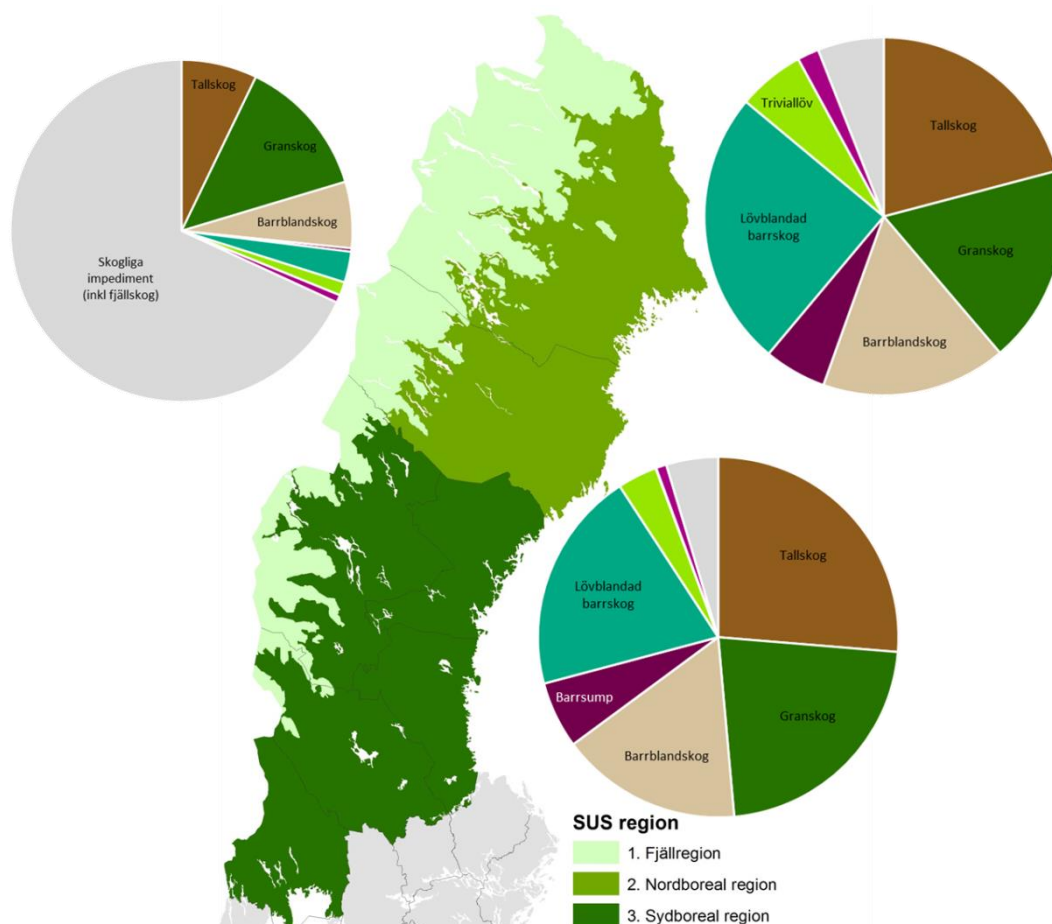 Tallskog
Granskog
Barrblandskog
Skogliga
impediment
(inkl fjällskog)
Triviallöv
Tallskog
Lövblandad
barrskog
Granskog
Barrblandskog
Tallskog
Lövblandad
barrskog
Barrsump
Granskog
Barrblandskog
SUS region
1. Fjällregion
2. Nordboreal region
3. Sydboreal region